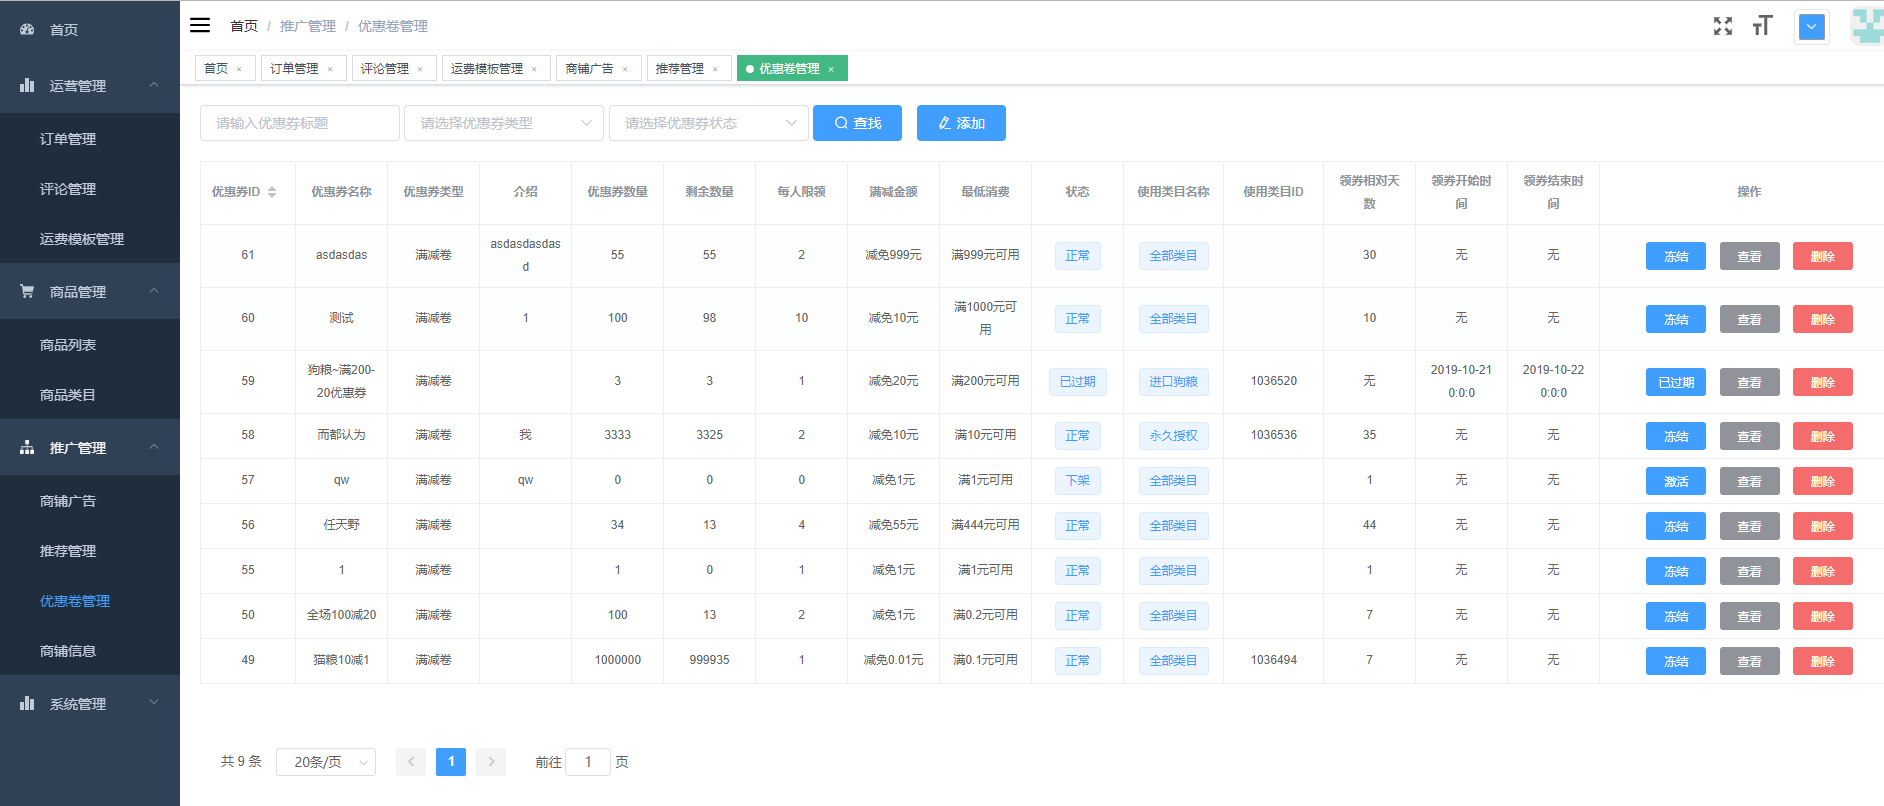 首页
运营管理
订单管理
评论管理
运费模板管理
商品管理
商品列表
商品类目
推广管理
商铺广告
推荐管理
优惠卷管理
商铺信息
系统管理
首页 / 推广管理 / 优惠卷管理
首页 × 订单管理 × 评论管理 × 运费模板管理 × 商铺广告 × 推荐管理 × 优惠卷管理 ×
请输入优惠券标题 请选择优惠券类型 请选择优惠券状态 查找 添加
优惠券ID 优惠券名称 优惠券类型 介绍 优惠券数量 剩余数量 每人限领 满减金额 最低消费 状态 使用类目名称 使用类目ID 领券相对天 领券开始时 领券结束时 操作
数 间 间
61 asdasdas 满减卷 asdasdasdas 55 55 2 减免999元 满999元可用 正常 全部类目 30 无 无 冻结 查看 删除
d
60 测试 满减卷 1 100 98 10 减免10元 满1000元可 正常 全部类目 10 无 无 冻结 查看 删除
用
59 狗粮~满200- 满减卷 3 3 1 减免20元 满200元可用 已过期 进口狗粮 1036520 无 2019-10-21 2019-10-22 已过期 查看 删除
20优惠券 0:0:0 0:0:0
58 而都认为 满减卷 我 3333 3325 2 减免10元 满10元可用 正常 永久授权 1036536 35 无 无 冻结 查看 删除
57 qw 满减卷 qw 0 0 0 减免1元 满1元可用 下架 全部类目 1 无 无 激活 查看 删除
56 任天野 满减卷 34 13 4 减免55元 满444元可用 正常 全部类目 44 无 无 冻结 查看 删除
55 1 满减卷 1 0 1 减免1元 满1元可用 正常 全部类目 1 无 无 冻结 查看 删除
50 全场100减20 满减卷 100 13 2 减免1元 满0.2元可用 正常 全部类目 7 无 无 冻结 查看 删除
49 猫粮10减1 满减卷 1000000 999935 1 减免0.01元 满0.1元可用 正常 全部类目 1036494 7 无 无 冻结 查看 删除
共 9 条 20条/页 1 前往 1 页